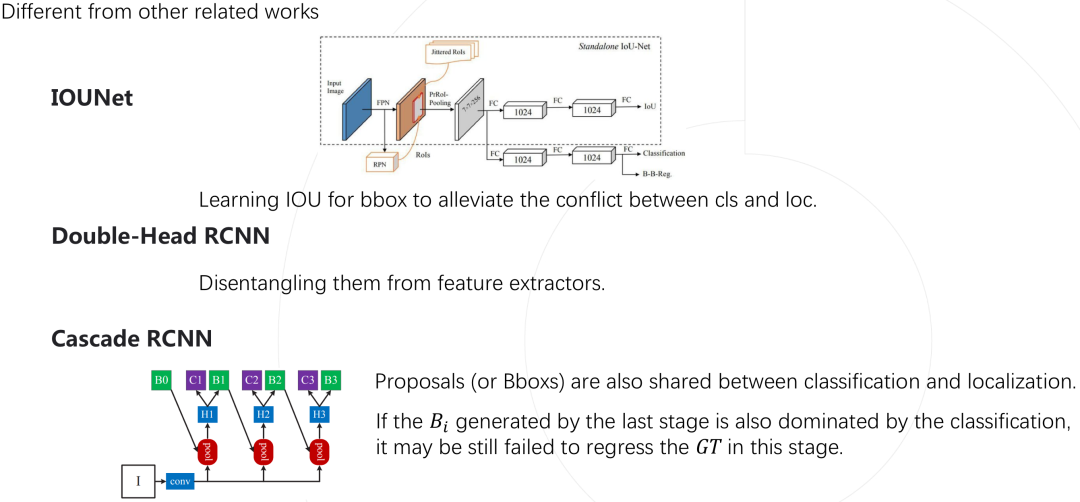 Different from other related works
IOUNet
Standalone IoU-Net
Jittered RoIs
Input
Image
FPN
PrRoI-
Pooling
7*7*256
FC
1024
FC
1024
FC
IoU
RPN
RoIs
FC
1024
FC
1024
FC
Classification
B-B-Reg.
Learning IOU for bbox to alleviate the conflict between cls and loc.
Double-Head RCNN
Disentangling them from feature extractors.
Cascade RCNN
B0 C1 B1 C2 B2 C3 B3
H1 H2 H3
pool pool pool
I conv
Proposals (or Bboxs) are also shared between classification and localization.
If the B_i generated by the last stage is also dominated by the classification,
it may be still failed to regress the GT in this stage.